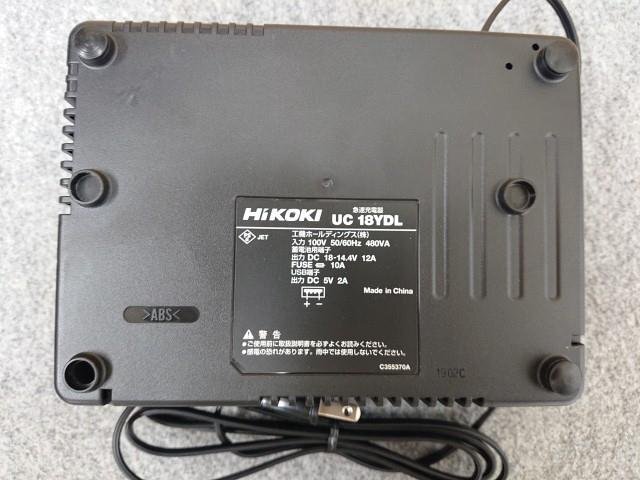 急速充電器
HiKOKI UC 18YDL
JET
工機ホールディングス(株)
入力 100V 50/60Hz 480VA
蓄電池用端子
出力 DC 18-14.4V 12A
FUSE 10A
USB端子
出力 DC 5V 2A
+ −
Made in China
警告
●ご使用前に取扱説明書を必ずよくお読みください。
●感電の恐れがあります。雨中では使用しないでください。
C355370A
>ABS<
1902C